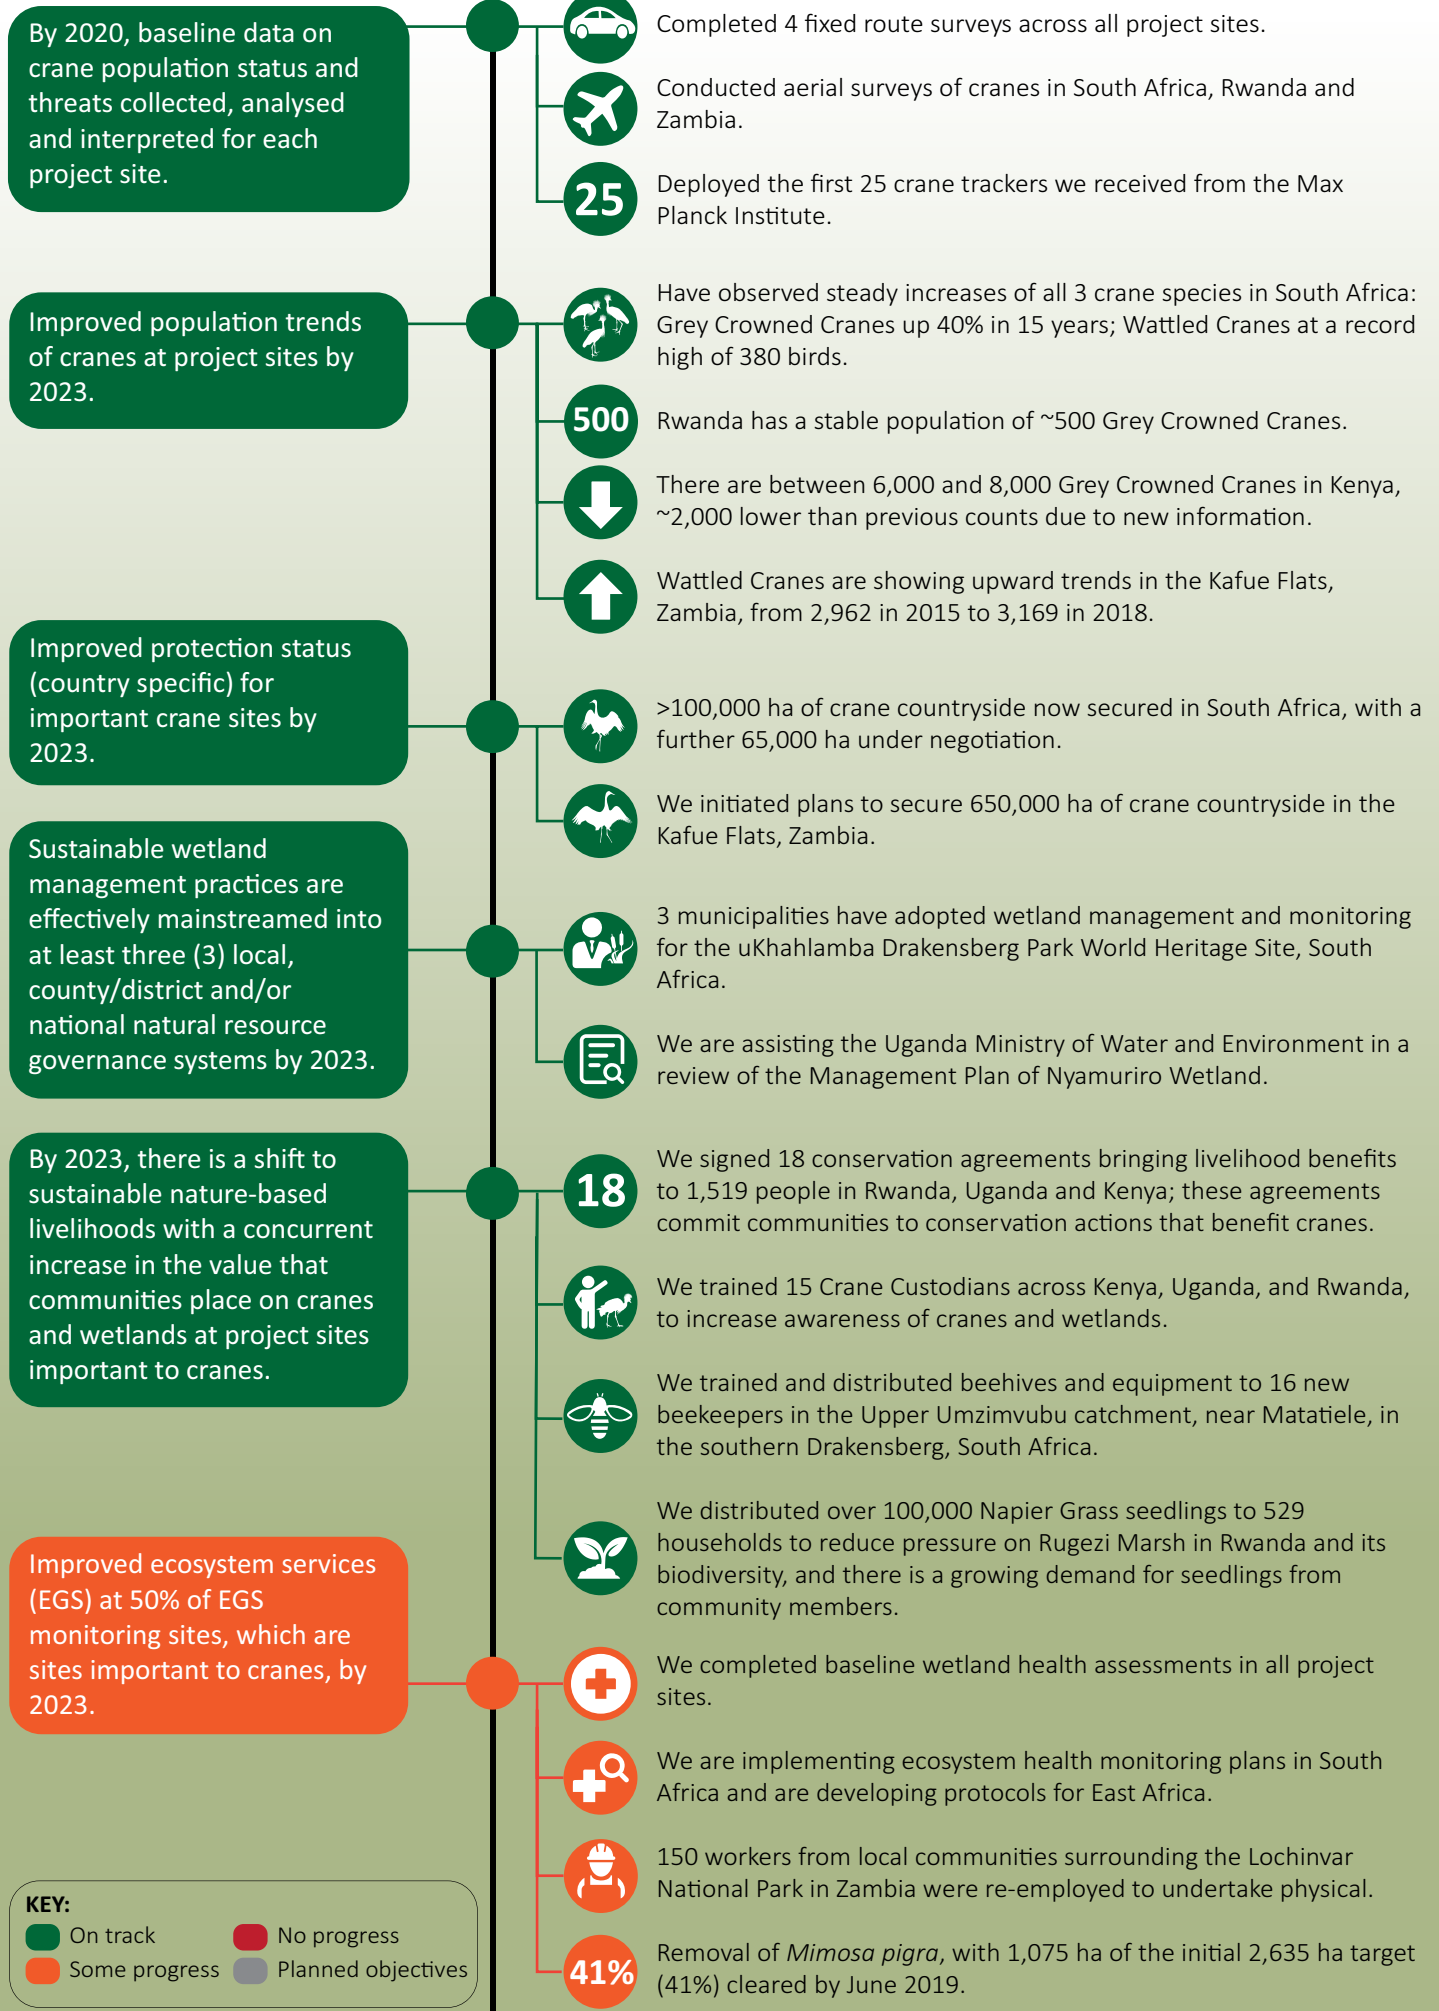 By 2020, baseline data on
crane population status and
threats collected, analysed
and interpreted for each
project site.
Completed 4 fixed route surveys across all project sites.
Conducted aerial surveys of cranes in South Africa, Rwanda and
Zambia.
25
Deployed the first 25 crane trackers we received from the Max
Planck Institute.
Improved population trends
of cranes at project sites by
2023.
Have observed steady increases of all 3 crane species in South Africa:
Grey Crowned Cranes up 40% in 15 years; Wattled Cranes at a record
high of 380 birds.
500
Rwanda has a stable population of ~500 Grey Crowned Cranes.
There are between 6,000 and 8,000 Grey Crowned Cranes in Kenya,
~2,000 lower than previous counts due to new information.
Wattled Cranes are showing upward trends in the Kafue Flats,
Zambia, from 2,962 in 2015 to 3,169 in 2018.
Improved protection status
(country specific) for
important crane sites by
2023.
>100,000 ha of crane countryside now secured in South Africa, with a
further 65,000 ha under negotiation.
We initiated plans to secure 650,000 ha of crane countryside in the
Kafue Flats, Zambia.
Sustainable wetland
management practices are
effectively mainstreamed into
at least three (3) local,
county/district and/or
national natural resource
governance systems by 2023.
3 municipalities have adopted wetland management and monitoring
for the uKhahlamba Drakensberg Park World Heritage Site, South
Africa.
We are assisting the Uganda Ministry of Water and Environment in a
review of the Management Plan of Nyamuriro Wetland.
By 2023, there is a shift to
sustainable nature-based
livelihoods with a concurrent
increase in the value that
communities place on cranes
and wetlands at project sites
important to cranes.
18
We signed 18 conservation agreements bringing livelihood benefits
to 1,519 people in Rwanda, Uganda and Kenya; these agreements
commit communities to conservation actions that benefit cranes.
We trained 15 Crane Custodians across Kenya, Uganda, and Rwanda,
to increase awareness of cranes and wetlands.
We trained and distributed beehives and equipment to 16 new
beekeepers in the Upper Umzimvubu catchment, near Matatiele, in
the southern Drakensberg, South Africa.
We distributed over 100,000 Napier Grass seedlings to 529
households to reduce pressure on Rugezi Marsh in Rwanda and its
biodiversity, and there is a growing demand for seedlings from
community members.
Improved ecosystem services
(EGS) at 50% of EGS
monitoring sites, which are
sites important to cranes, by
2023.
We completed baseline wetland health assessments in all project
sites.
We are implementing ecosystem health monitoring plans in South
Africa and are developing protocols for East Africa.
150 workers from local communities surrounding the Lochinvar
National Park in Zambia were re-employed to undertake physical.
41%
Removal of Mimosa pigra, with 1,075 ha of the initial 2,635 ha target
(41%) cleared by June 2019.
KEY:
On track
No progress
Some progress
Planned objectives